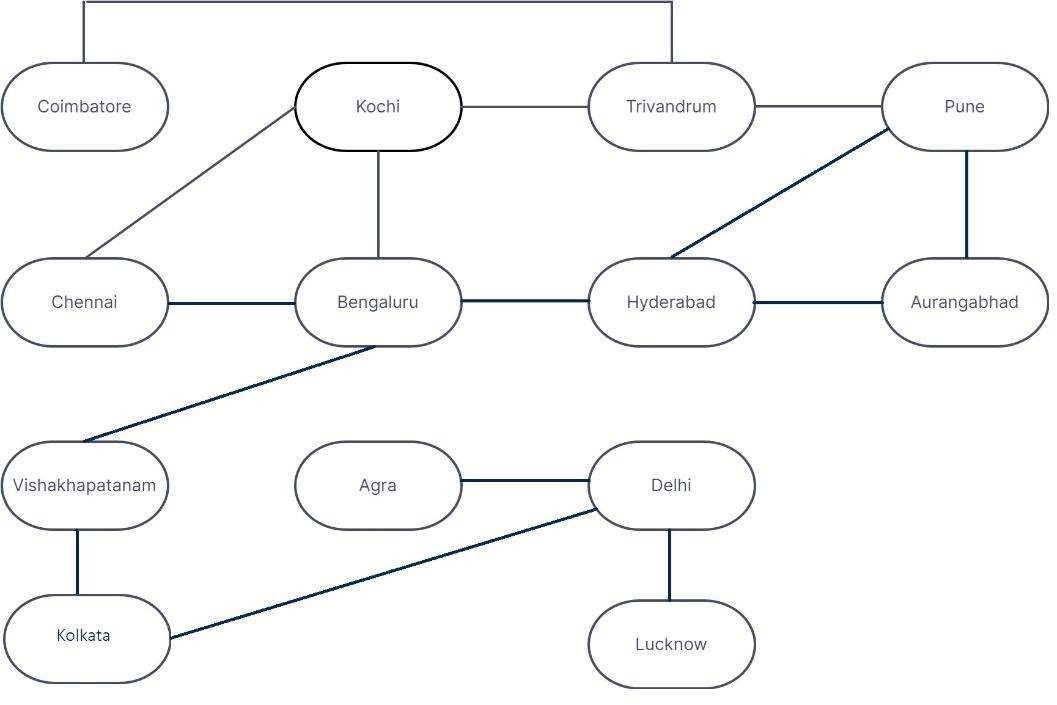 Coimbatore
Kochi
Trivandrum
Pune
Chennai
Bengaluru
Hyderabad
Aurangabhad
Vishakhapatanam
Agra
Delhi
Kolkata
Lucknow